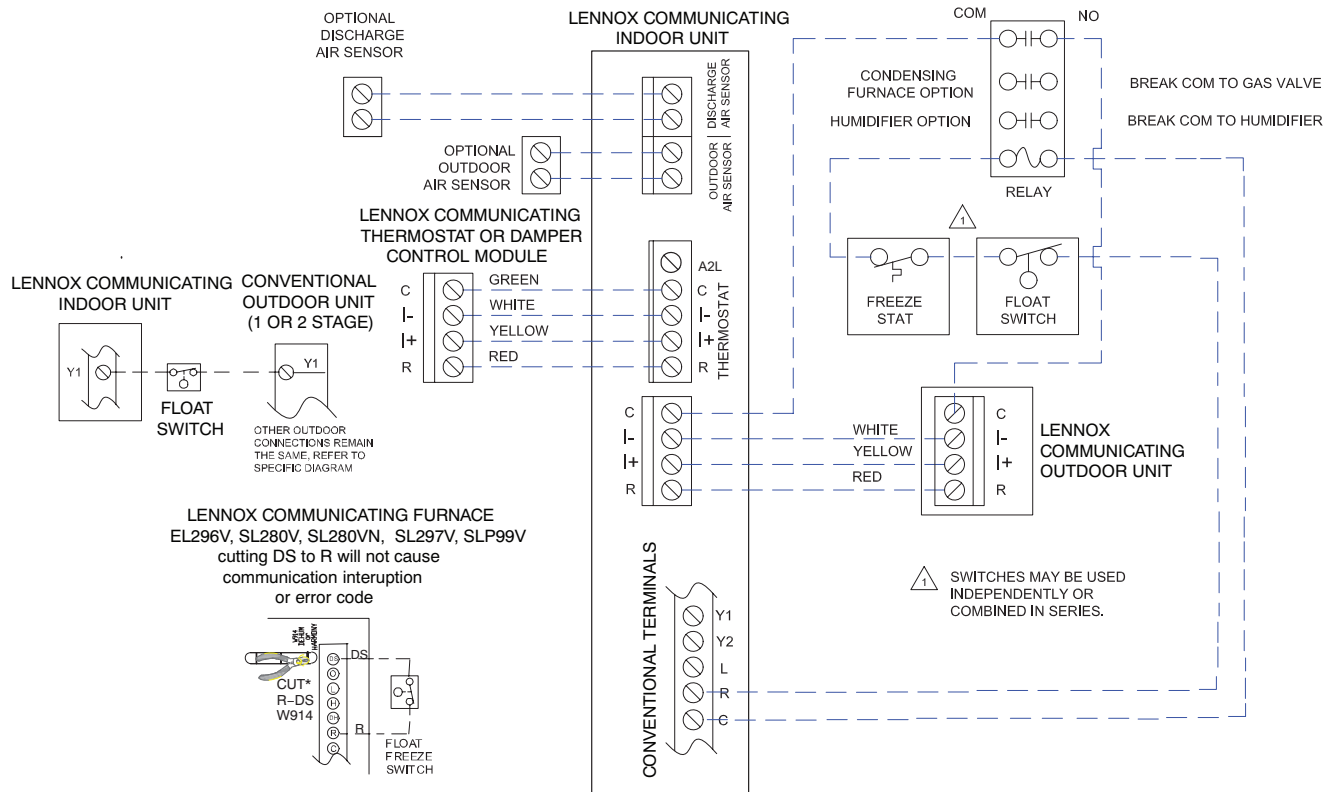 OPTIONAL
DISCHARGE
AIR SENSOR
LENNOX COMMUNICATING
INDOOR UNIT
DISCHARGE
AIR SENSOR
OPTIONAL
OUTDOOR
AIR SENSOR
OUTDOOR
AIR SENSOR
COM
NO
CONDENSING
FURNACE OPTION
BREAK COM TO GAS VALVE
HUMIDIFIER OPTION
BREAK COM TO HUMIDIFIER
RELAY
1
FREEZE
STAT
FLOAT
SWITCH
LENNOX COMMUNICATING
THERMOSTAT OR DAMPER
CONTROL MODULE
C
I-
I+
R
GREEN
WHITE
YELLOW
RED
A2L
C
I-
I+
R
THERMOSTAT
LENNOX COMMUNICATING
INDOOR UNIT
Y1
FLOAT
SWITCH
CONVENTIONAL
OUTDOOR UNIT
(1 OR 2 STAGE)
Y1
OTHER OUTDOOR
CONNECTIONS REMAIN
THE SAME, REFER TO
SPECIFIC DIAGRAM
C
I-
I+
R
WHITE
YELLOW
RED
C
I-
I+
R
LENNOX
COMMUNICATING
OUTDOOR UNIT
1 SWITCHES MAY BE USED
INDEPENDENTLY OR
COMBINED IN SERIES.
LENNOX COMMUNICATING FURNACE
EL296V, SL280V, SL280VN, SL297V, SLP99V
cutting DS to R will not cause
communication interuption
or error code
DEHUM
OR
HARMONY
CUT*
R-DS
W914
DS
O
L
H
DH
R
C
DS
R
FLOAT
FREEZE
SWITCH
CONVENTIONAL TERMINALS
Y1
Y2
L
R
C